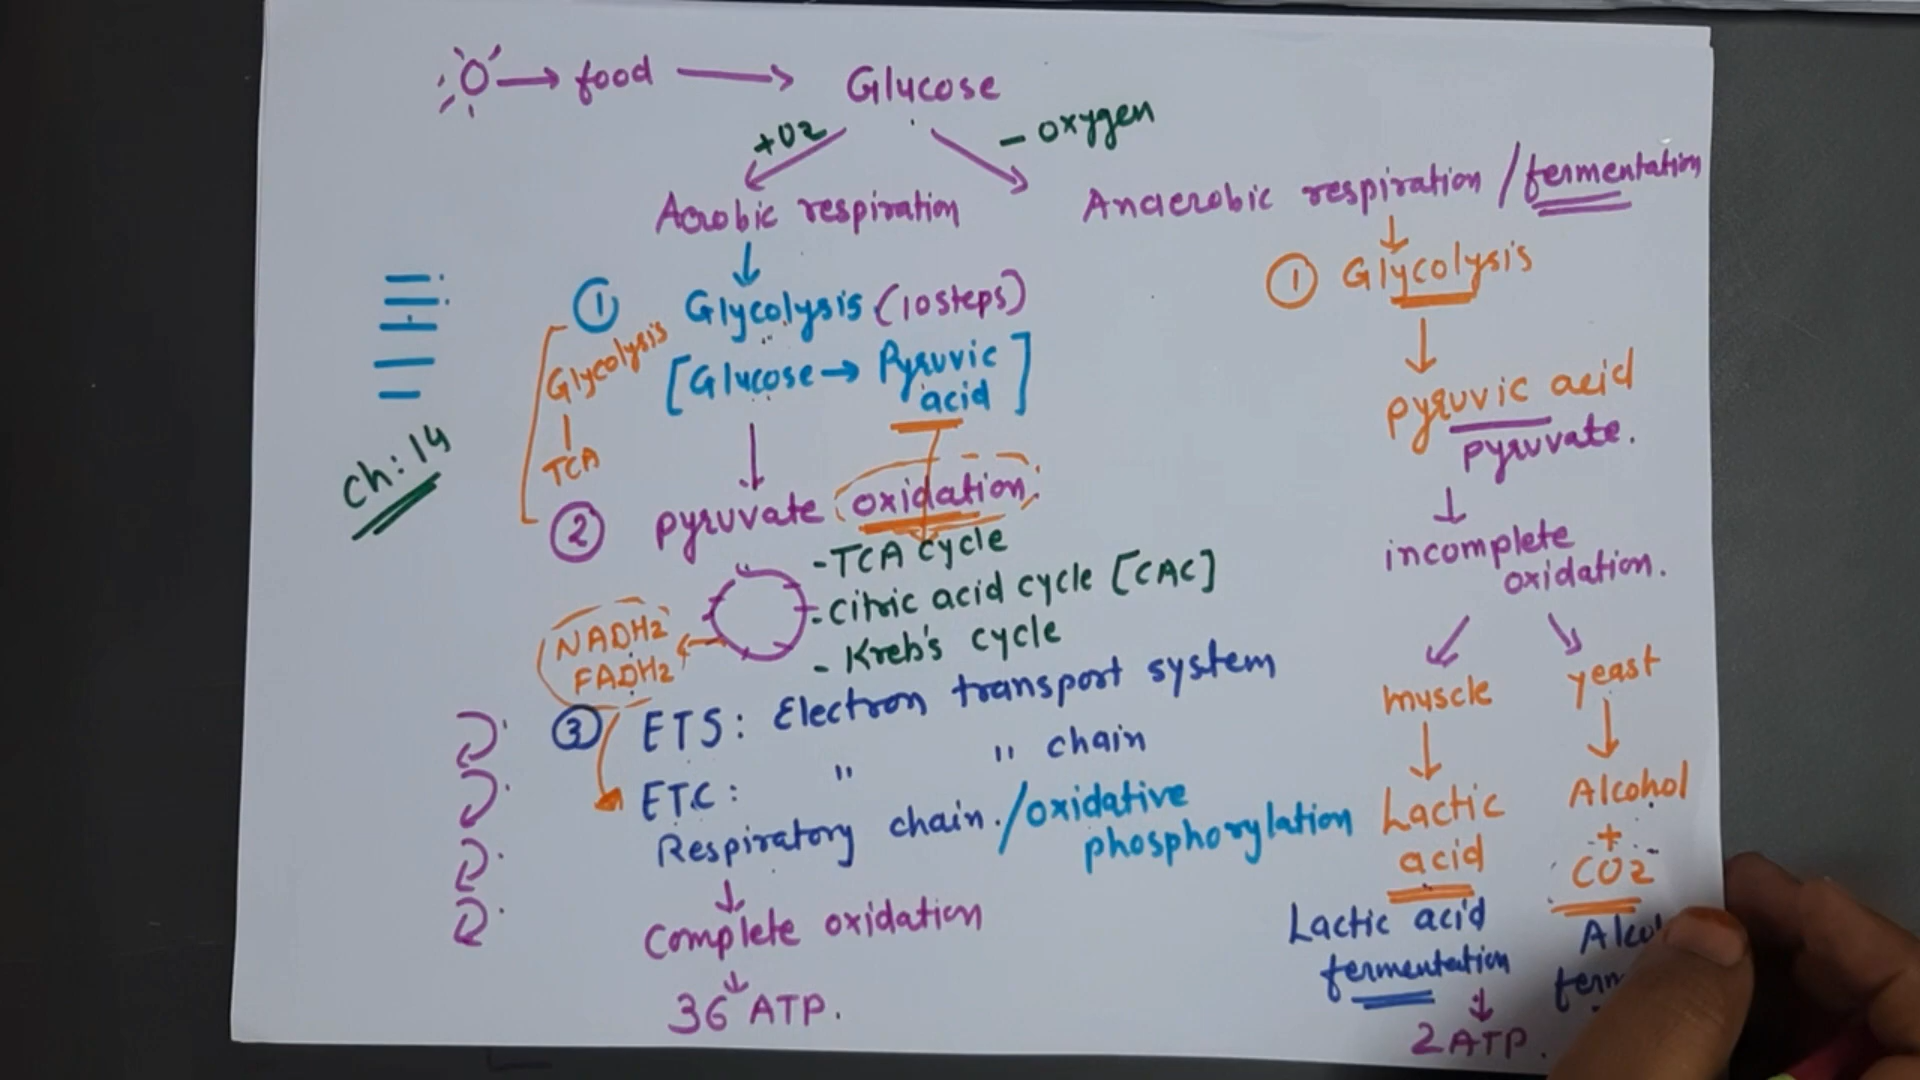 food → Glucose
+O2
- oxygen
Aerobic respiration
Anaerobic respiration / fermentation
① Glycolysis (10 steps)
[Glucose → Pyruvic
acid]
Glycolysis
TCA
Ch: 14
② pyruvate oxidation
- TCA cycle
- Citric acid cycle [CAC]
- Kreb's cycle
NADH2
FADH2
③ ETS: Electron transport system
ETC: " " chain
Respiratory chain. / oxidative
phosphorylation
Complete oxidation
36 ATP.
① Glycolysis
pyruvic acid
pyruvate.
incomplete
oxidation.
muscle
Lactic
acid
Lactic acid
fermentation
2 ATP.
yeast
Alcohol
+
CO2